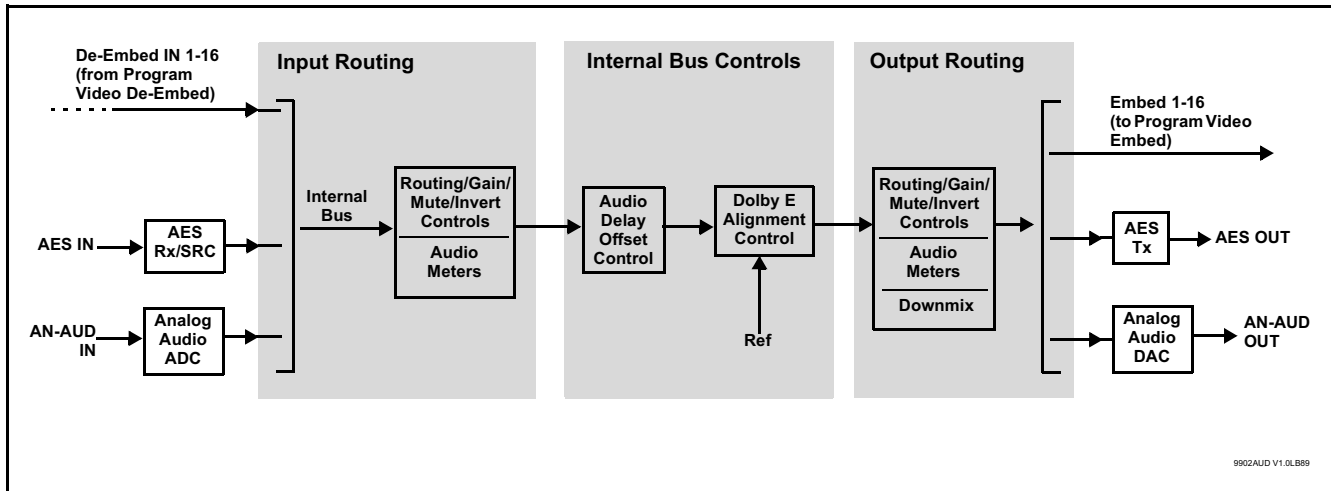 De-Embed IN 1-16
(from Program
Video De-Embed)
Input Routing
Internal Bus Controls
Output Routing
Embed 1-16
(to Program Video
Embed)
Internal
Bus
Routing/Gain/
Mute/Invert
Controls
Audio
Meters
Audio
Delay
Offset
Control
Dolby E
Alignment
Control
Routing/Gain/
Mute/Invert
Controls
Audio
Meters
Downmix
AES IN
AES
Rx/SRC
AES
Tx
AES OUT
AN-AUD
IN
Analog
Audio
ADC
Ref
Analog
Audio
DAC
AN-AUD
OUT
9902AUD V1.0LB89